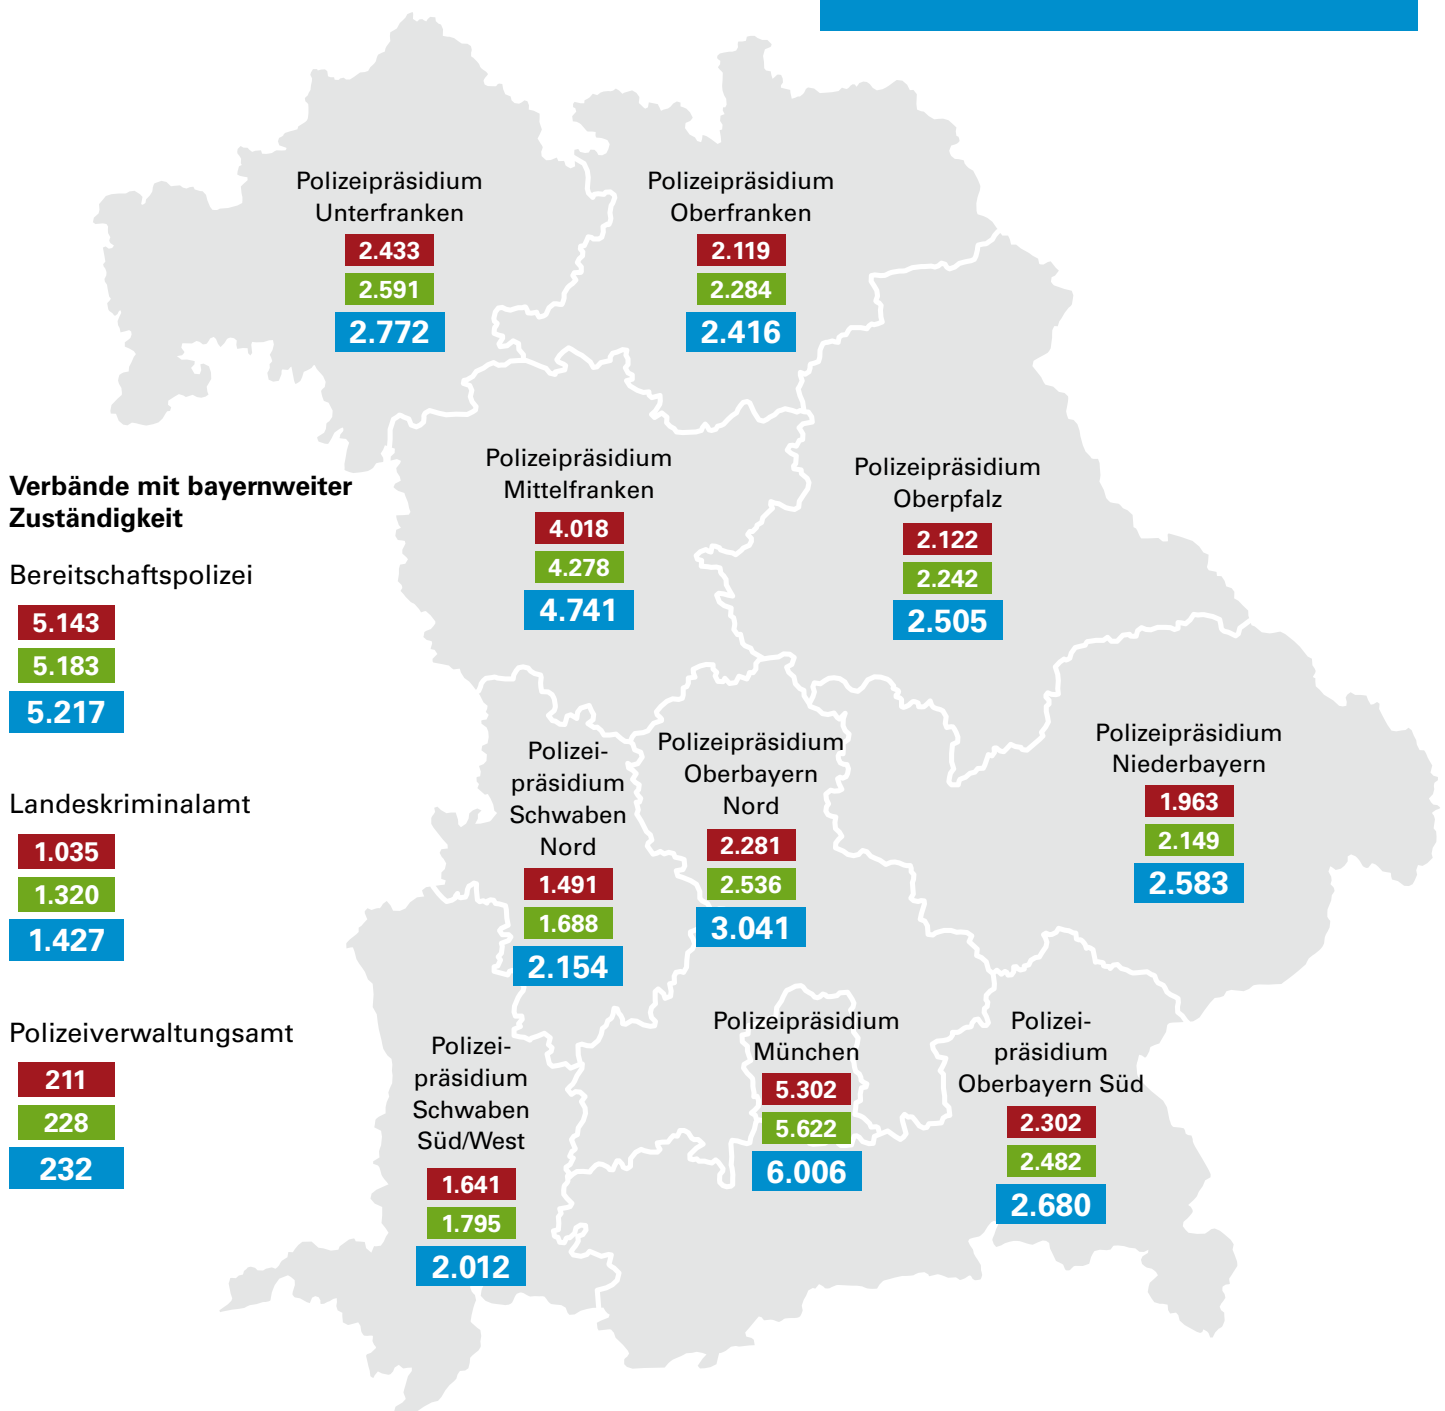 Polizeipräsidium
Unterfranken
2.433
2.591
2.772
Polizeipräsidium
Oberfranken
2.119
2.284
2.416
Polizeipräsidium
Mittelfranken
4.018
4.278
4.741
Polizeipräsidium
Oberpfalz
2.122
2.242
2.505
Verbände mit bayernweiter
Zuständigkeit
Bereitschaftspolizei
5.143
5.183
5.217
Landeskriminalamt
1.035
1.320
1.427
Polizeiverwaltungsamt
211
228
232
Polizei-
präsidium
Schwaben
Nord
1.491
1.688
2.154
Polizeipräsidium
Oberbayern
Nord
2.281
2.536
3.041
Polizeipräsidium
Niederbayern
1.963
2.149
2.583
Polizei-
präsidium
Schwaben
Süd/West
1.641
1.795
2.012
Polizeipräsidium
München
5.302
5.622
6.006
Polizei-
präsidium
Oberbayern Süd
2.302
2.482
2.680